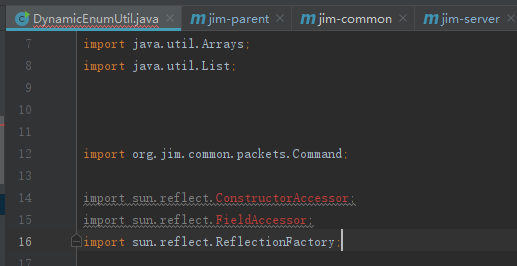 DynamicEnumUtil.java
jim-parent
jim-common
jim-server
7 import java.util.Arrays;
8 import java.util.List;
9
10
11
12 import org.jim.common.packets.Command;
14 import sun.reflect.ConstructorAccessor;
15 import sun.reflect.FieldAccessor;
16 import sun.reflect.ReflectionFactory;
17